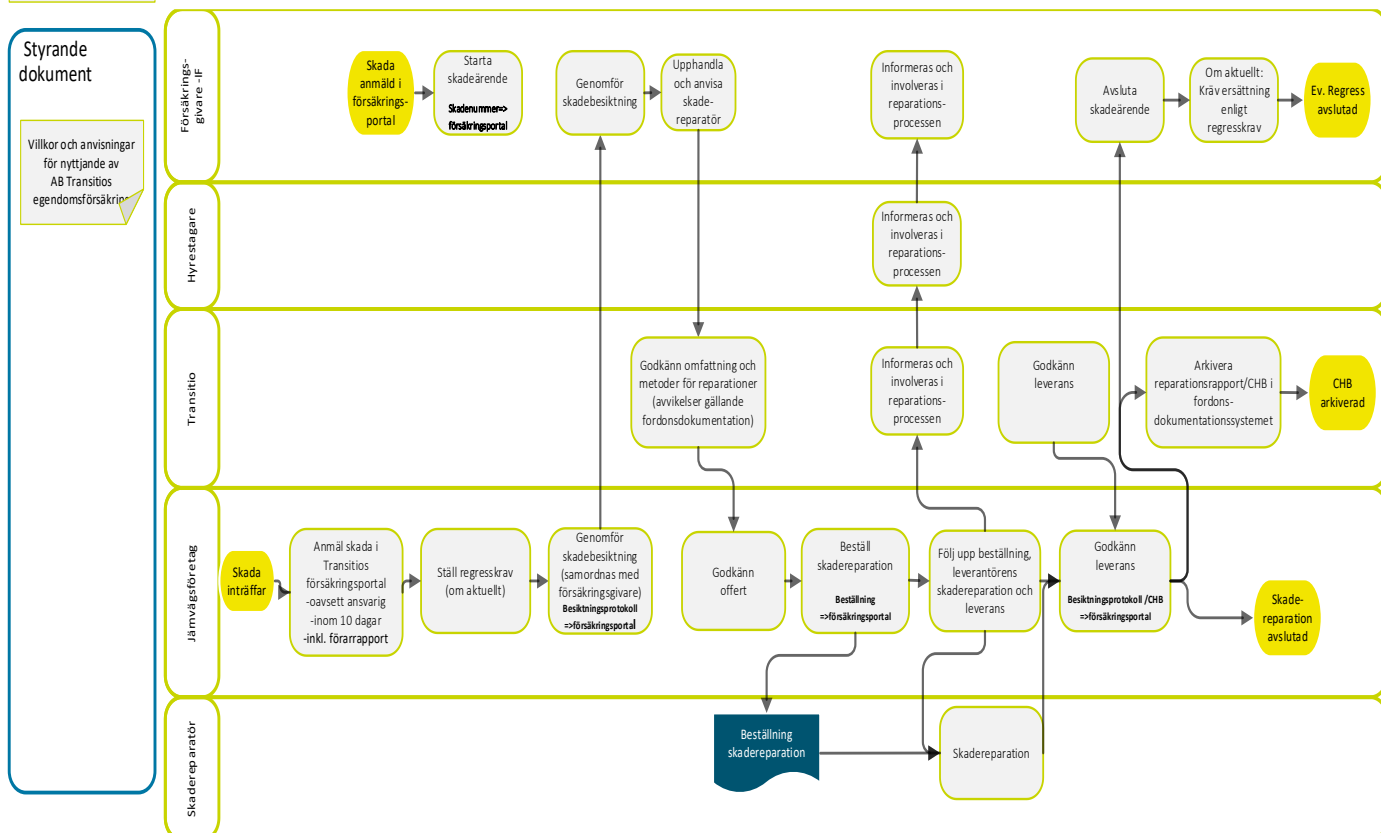 Styrande
dokument
Villkor och anvisningar
för nyttjande av
AB Transitios
egendomsförsäkring
Försäkrings-
givare -IF
Skada
anmäld i
försäkrings-
portal
Starta
skadeärende
Skadenummer=>
försäkringsportal
Genomför
skadebesiktning
Upphandla
och anvisa
skade-
reparatör
Informeras och
involveras i
reparations-
processen
Avsluta
skadeärende
Om aktuellt:
Kräv ersättning
enligt
regresskrav
Ev. Regress
avslutad
Hyrestagare
Informeras och
involveras i
reparations-
processen
Transitio
Godkänn omfattning och
metoder för reparationer
(avvikelser gällande
fordonsdokumentation)
Informeras och
involveras i
reparations-
processen
Godkänn
leverans
Arkivera
reparationsrapport/CHB i
fordons-
dokumentationssystemet
CHB
arkiverad
Järnvägsföretag
Skada
inträffar
Anmäl skada i
Transitios
försäkringsportal
-oavsett ansvarig
-inom 10 dagar
-inkl. förarrapport
Ställ regresskrav
(om aktuellt)
Genomför
skadebesiktning
(samordnas med
försäkringsgivare)
Besiktningsprotokoll
=>försäkringsportal
Godkänn
offert
Beställ
skadereparation
Beställning
=>försäkringsportal
Följ upp beställning,
leverantörens
skadereparation och
leverans
Godkänn
leverans
Besiktningsprotokoll /CHB
=>försäkringsportal
Skade-
reparation
avslutad
Skadereparatör
Beställning
skadereparation
Skadereparation